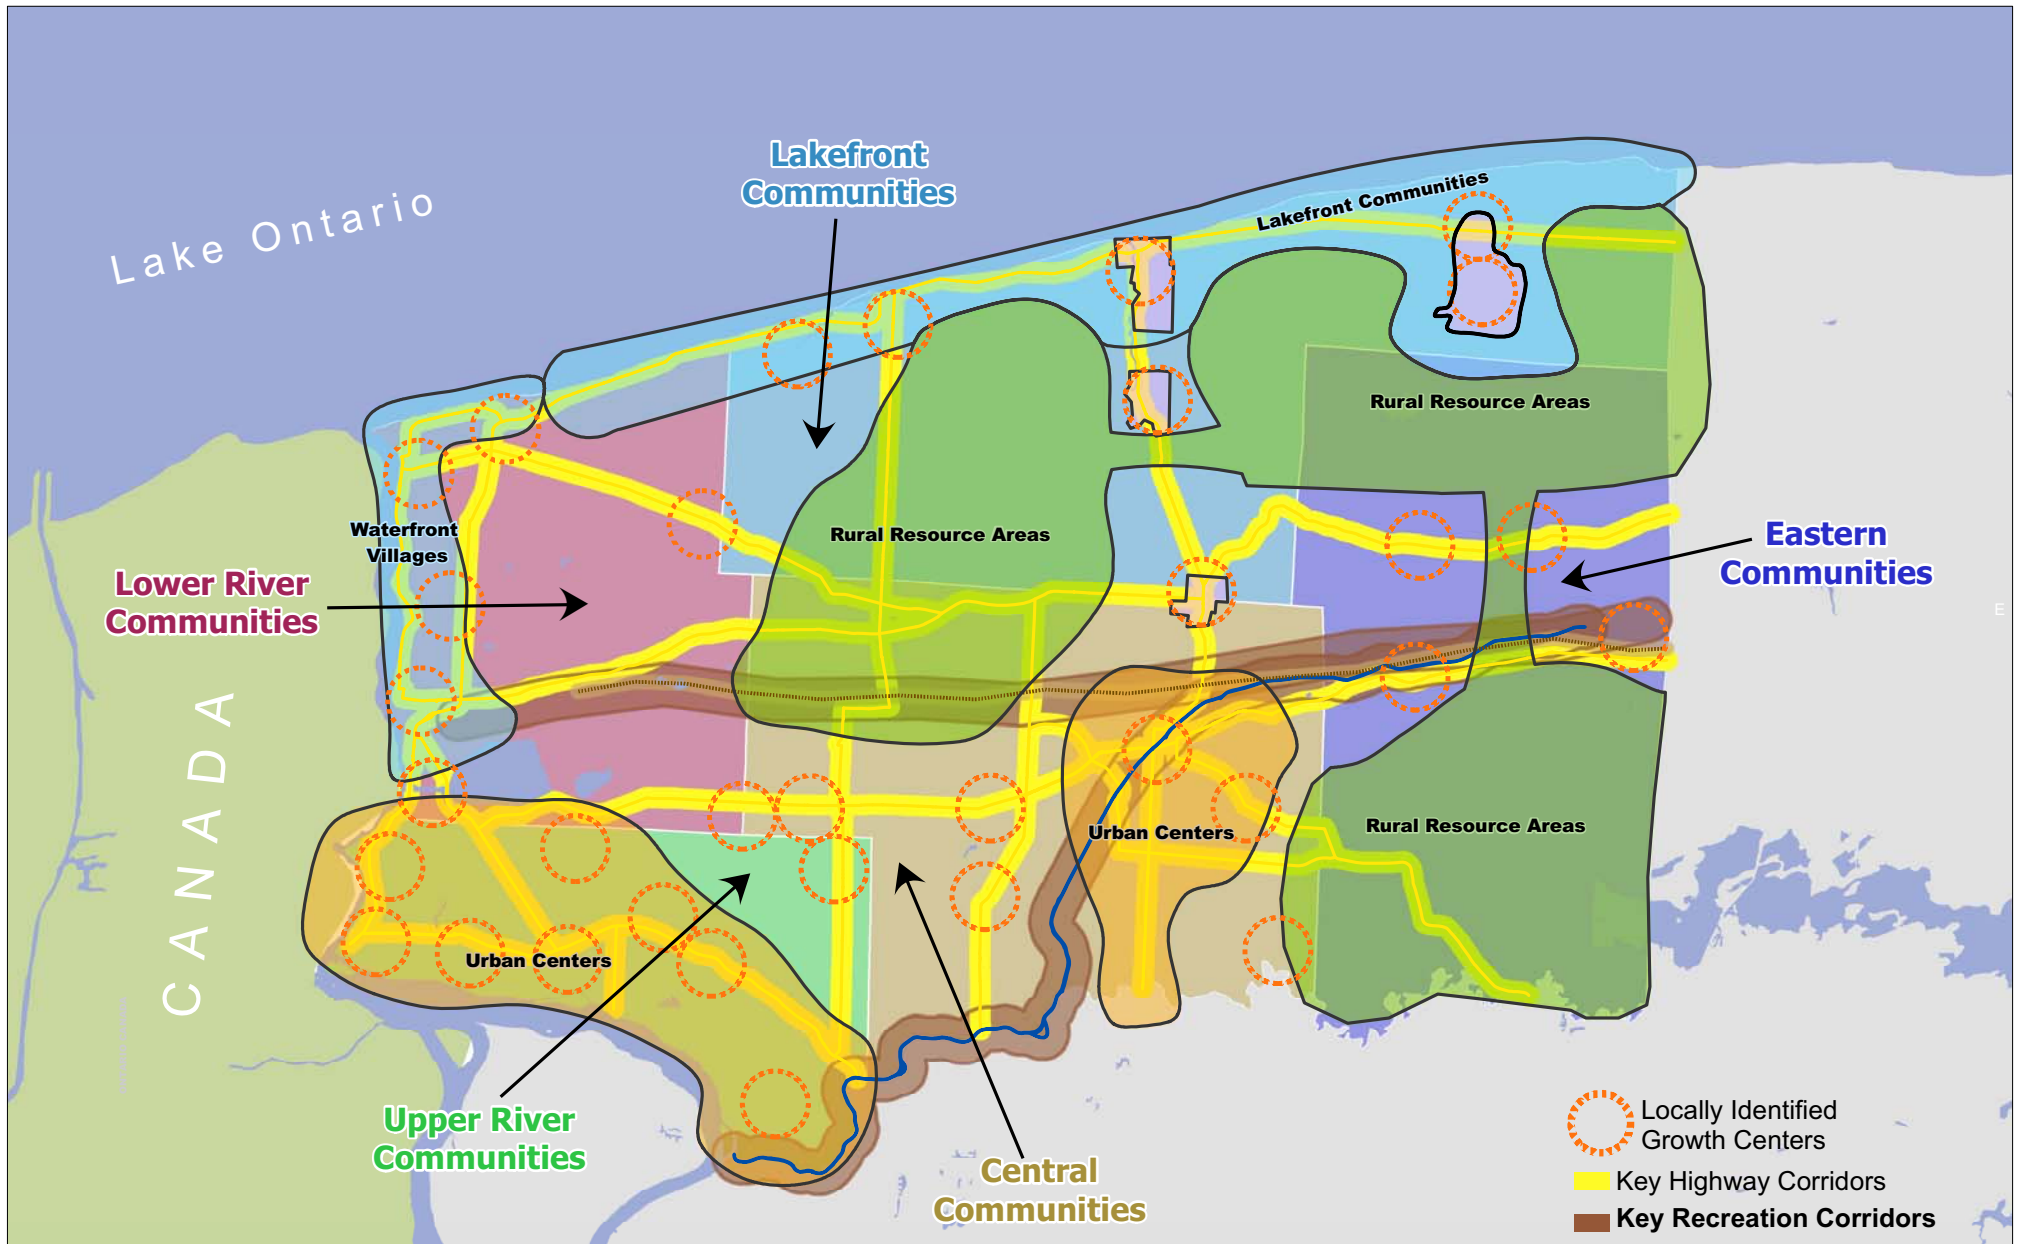 Lake Ontario
Lakefront
Communities
Lakefront Communities
Rural Resource Areas
Waterfront
Villages
Rural Resource Areas
Eastern
Communities
Lower River
Communities
E
CANADA
Urban Centers
Rural Resource Areas
Urban Centers
Upper River
Communities
Central
Communities
Locally Identified
Growth Centers
Key Highway Corridors
Key Recreation Corridors